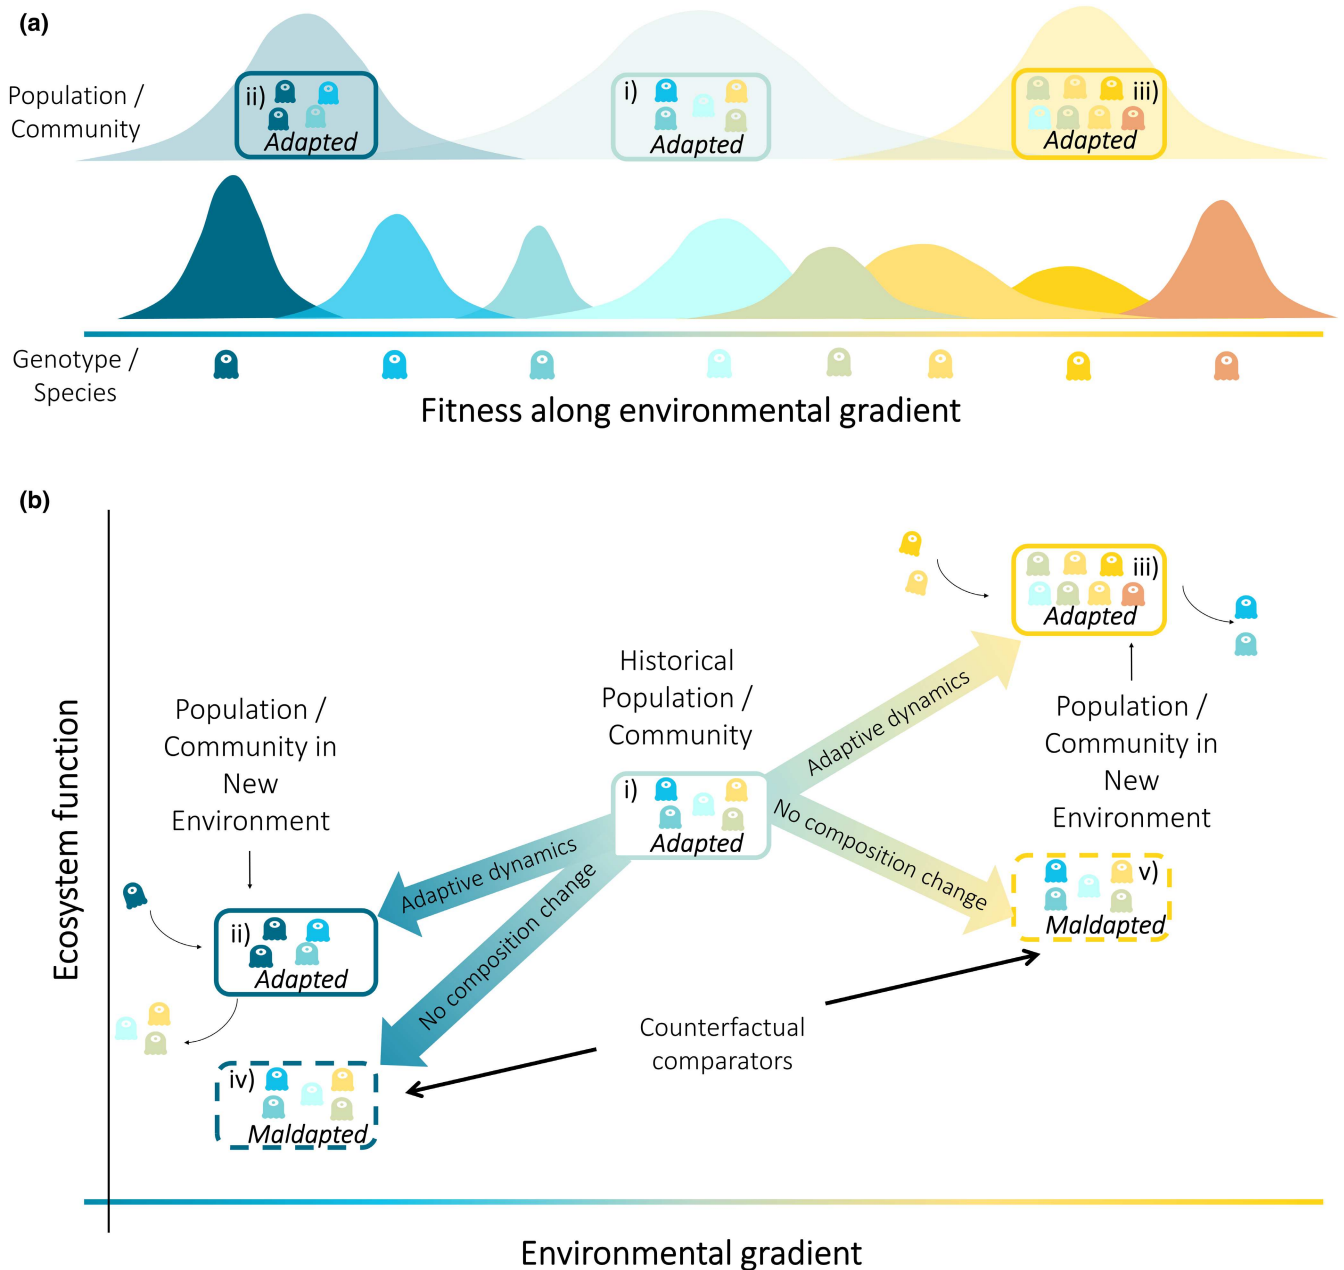 (a)
Population /
Community
ii)
Adapted
i)
Adapted
iii)
Adapted
Genotype /
Species
Fitness along environmental gradient
(b)
Ecosystem function
Population /
Community in
New
Environment
Historical
Population /
Community
i)
Adapted
Adaptive dynamics
No composition change
Adaptive dynamics
No composition change
iii)
Adapted
Population /
Community in
New
Environment
v)
Maldapted
ii)
Adapted
iv)
Maldapted
Counterfactual
comparators
Environmental gradient